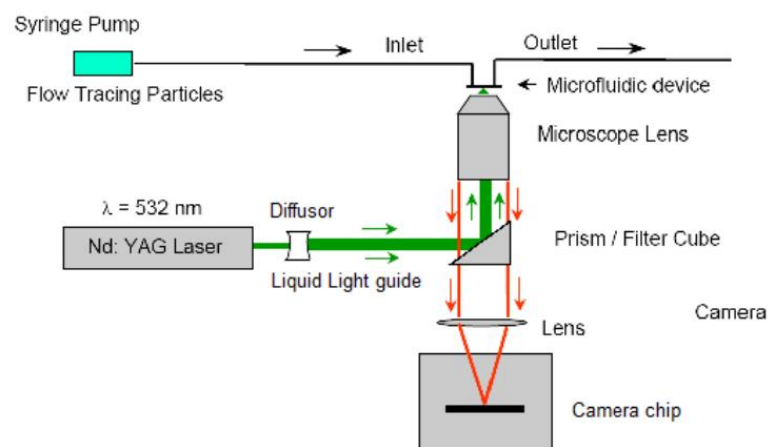 Syringe Pump
Inlet
Outlet
Flow Tracing Particles
Microfluidic device
Microscope Lens
λ = 532 nm
Diffusor
Nd: YAG Laser
Prism / Filter Cube
Liquid Light guide
Lens
Camera
Camera chip